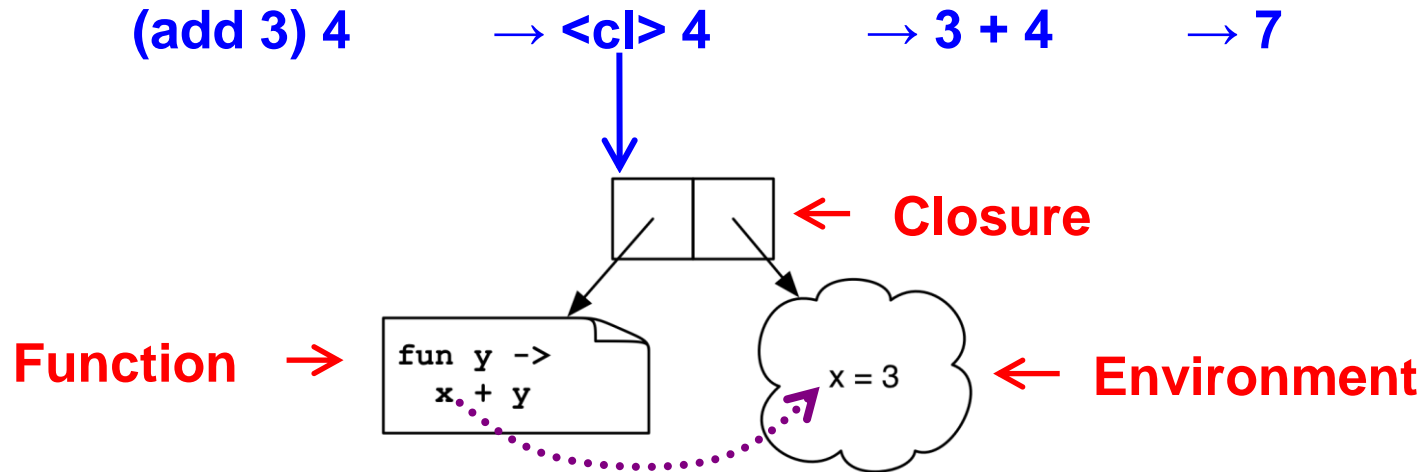 (add 3) 4 → <cl> 4 → 3 + 4 → 7
Closure
Function
fun y ->
x + y
x = 3
Environment